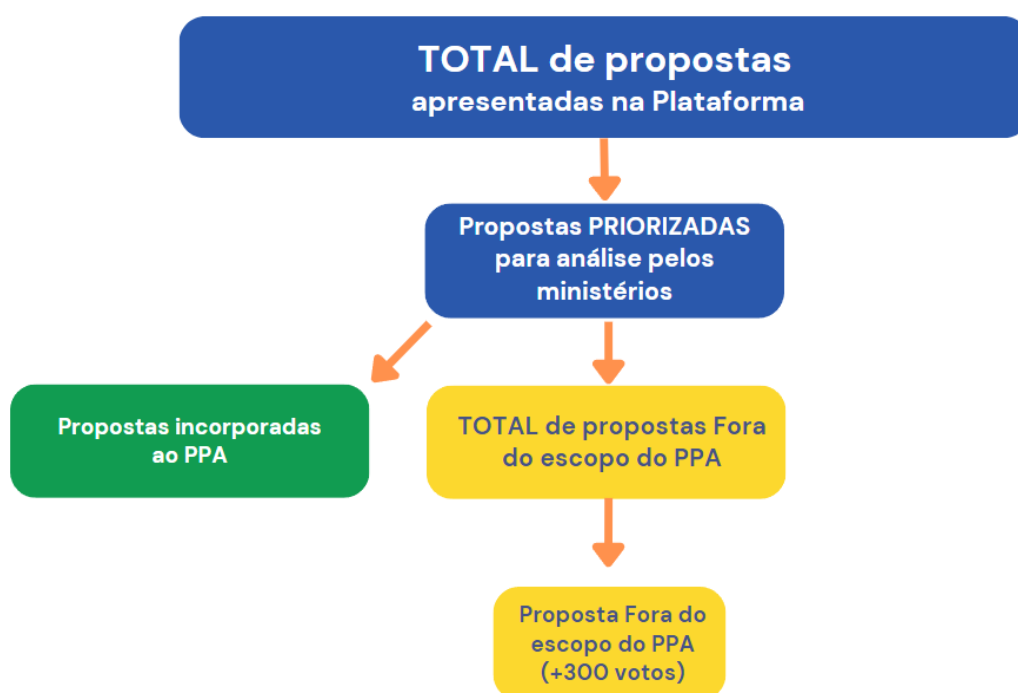 TOTAL de propostas
apresentadas na Plataforma
Propostas PRIORIZADAS
para análise pelos
ministérios
Propostas incorporadas
ao PPA
TOTAL de propostas Fora
do escopo do PPA
Proposta Fora do
escopo do PPA
(+300 votos)